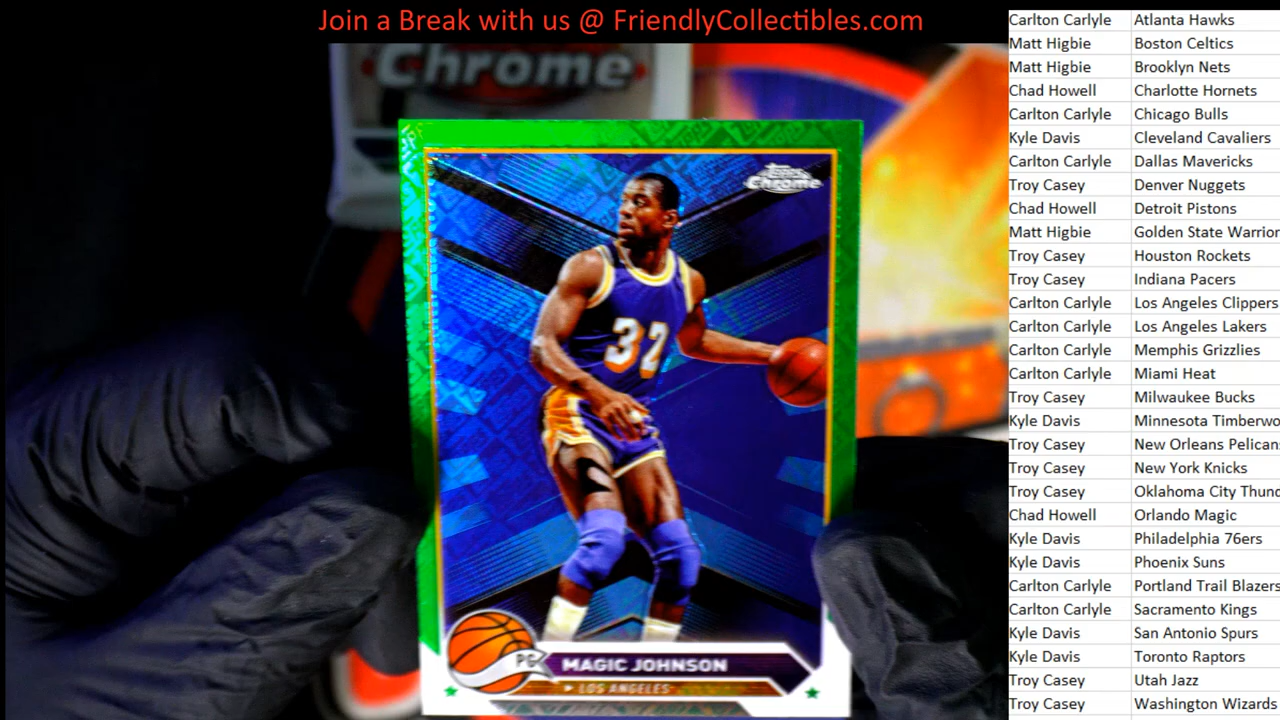 Join a Break with us @ FriendlyCollectibles.com
Chrome
Topps
Chrome
32
PG
MAGIC JOHNSON
LOS ANGELES
Carlton Carlyle Atlanta Hawks
Matt Higbie Boston Celtics
Matt Higbie Brooklyn Nets
Chad Howell Charlotte Hornets
Carlton Carlyle Chicago Bulls
Kyle Davis Cleveland Cavaliers
Carlton Carlyle Dallas Mavericks
Troy Casey Denver Nuggets
Chad Howell Detroit Pistons
Matt Higbie Golden State Warrior
Troy Casey Houston Rockets
Troy Casey Indiana Pacers
Carlton Carlyle Los Angeles Clippers
Carlton Carlyle Los Angeles Lakers
Carlton Carlyle Memphis Grizzlies
Carlton Carlyle Miami Heat
Troy Casey Milwaukee Bucks
Kyle Davis Minnesota Timberwo
Troy Casey New Orleans Pelican
Troy Casey New York Knicks
Troy Casey Oklahoma City Thund
Chad Howell Orlando Magic
Kyle Davis Philadelphia 76ers
Kyle Davis Phoenix Suns
Carlton Carlyle Portland Trail Blazers
Carlton Carlyle Sacramento Kings
Kyle Davis San Antonio Spurs
Kyle Davis Toronto Raptors
Troy Casey Utah Jazz
Troy Casey Washington Wizards